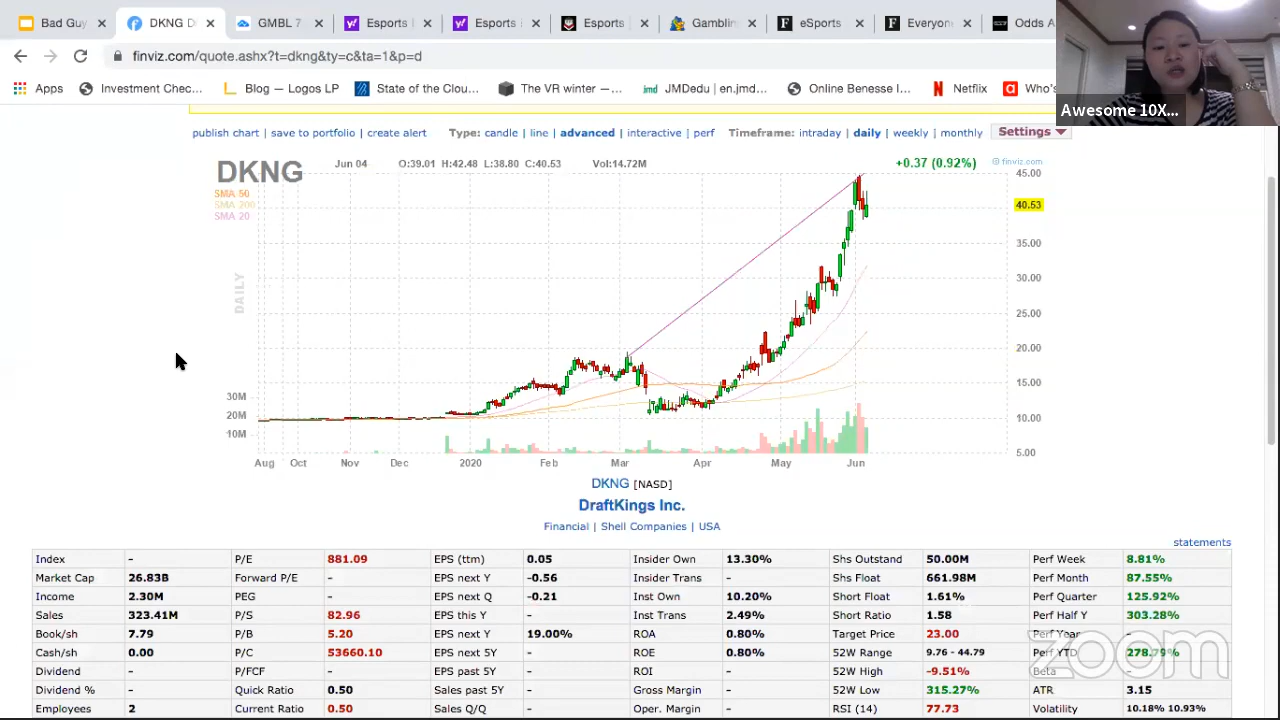 Bad Guy
DKNG D
GMBL 7
Esports
Esports
Esports
Gamblin
eSports
Everyon
Odds A
finviz.com/quote.ashx?t=dkng&ty=c&ta=1&p=d
Apps
Investment Chec...
Blog — Logos LP
State of the Clou...
The VR winter —...
JMDedu | en.jmd...
Online Benesse I...
Netflix
Who's
Awesome 10X...
publish chart | save to portfolio | create alert
Type: candle | line | advanced | interactive | perf
Timeframe: intraday | daily | weekly | monthly
Settings
DKNG
Jun 04 O:39.01 H:42.48 L:38.80 C:40.53 Vol:14.72M
+0.37 (0.92%)
© finviz.com
SMA 50
SMA 200
SMA 20
DAILY
45.00
40.53
35.00
30.00
25.00
20.00
15.00
10.00
5.00
30M
20M
10M
Aug Oct Nov Dec 2020 Feb Mar Apr May Jun
DKNG [NASD]
DraftKings Inc.
Financial | Shell Companies | USA
statements
Index - P/E 881.09 EPS (ttm) 0.05 Insider Own 13.30% Shs Outstand 50.00M Perf Week 8.81%
Market Cap 26.83B Forward P/E - EPS next Y -0.56 Insider Trans - Shs Float 661.98M Perf Month 87.55%
Income 2.30M PEG - EPS next Q -0.21 Inst Own 10.20% Short Float 1.61% Perf Quarter 125.92%
Sales 323.41M P/S 82.96 EPS this Y - Inst Trans 2.49% Short Ratio 1.58 Perf Half Y 303.28%
Book/sh 7.79 P/B 5.20 EPS next Y 19.00% ROA 0.80% Target Price 23.00 Perf Year -
Cash/sh 0.00 P/C 53660.10 EPS next 5Y - ROE 0.80% 52W Range 9.76 - 44.79 Perf YTD 278.79%
Dividend - P/FCF - EPS past 5Y - ROI - 52W High -9.51% Beta -
Dividend % - Quick Ratio 0.50 Sales past 5Y - Gross Margin - 52W Low 315.27% ATR 3.15
Employees 2 Current Ratio 0.50 Sales Q/Q - Oper. Margin - RSI (14) 77.73 Volatility 10.18% 10.93%
zoom